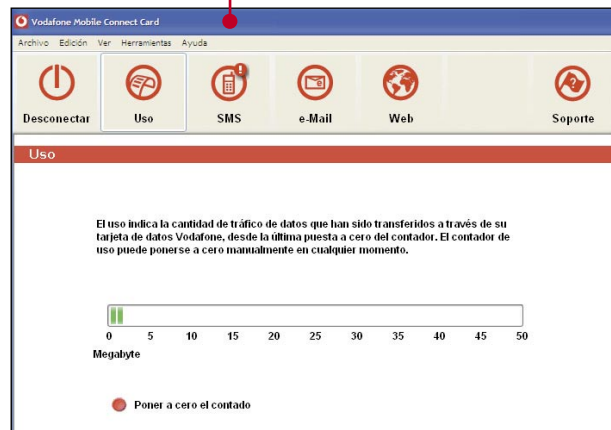 Vodafone Mobile Connect Card
Archivo Edición Ver Herramientas Ayuda
Desconectar Uso SMS e-Mail Web Soporte
Uso
El uso indica la cantidad de tráfico de datos que han sido transferidos a través de su
tarjeta de datos Vodafone, desde la última puesta a cero del contador. El contador de
uso puede ponerse a cero manualmente en cualquier momento.
0 5 10 15 20 25 30 35 40 45 50
Megabyte
Poner a cero el contado